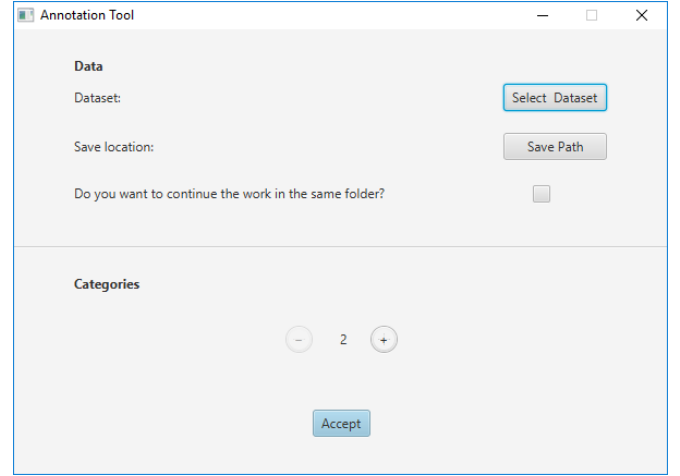 Annotation Tool
Data
Dataset: Select Dataset
Save location: Save Path
Do you want to continue the work in the same folder?
Categories
- 2 +
Accept